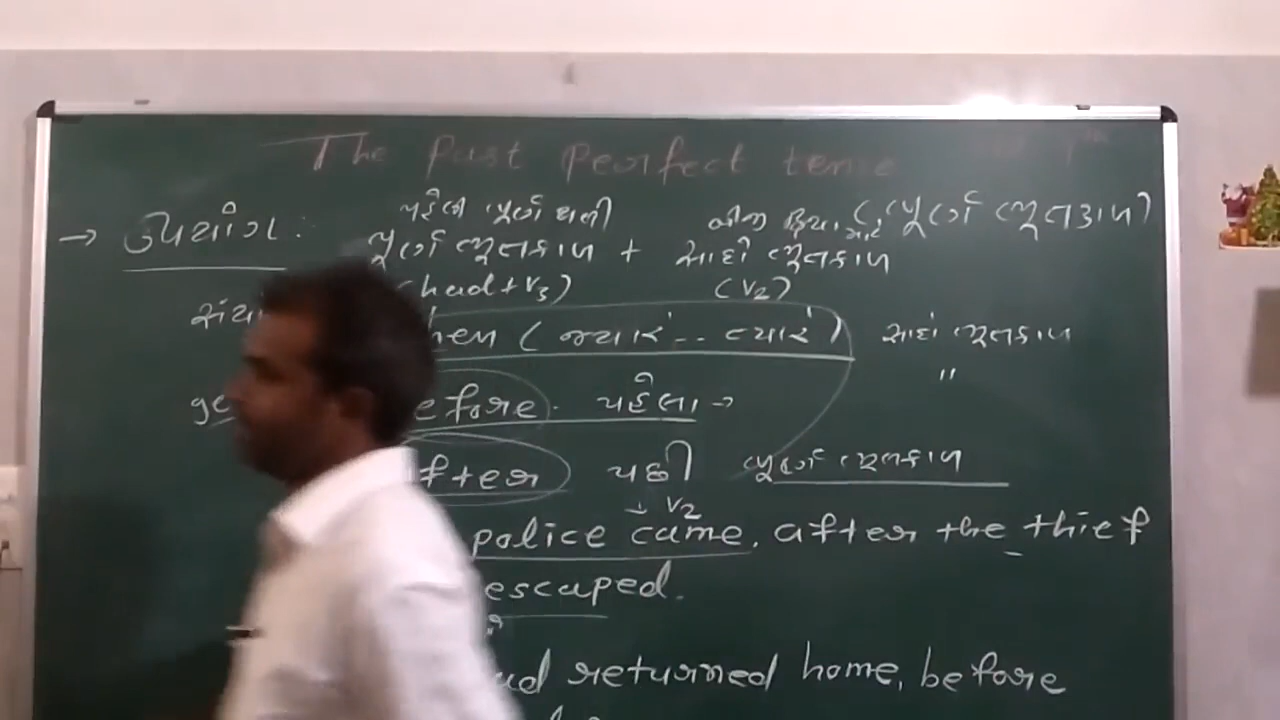 The Past Perfect tense
→ ઉપયોગ: પહેલી પૂર્ણ થતી બીજી ક્રિયા (પૂર્ણ ભૂતકાળ)
પૂર્ણ ભૂતકાળ + સાદો ભૂતકાળ
(had+V3) (V2)
hen (જ્યારે .. ત્યારે) સાદો ભૂતકાળ
efore. પહેલા → "
fter પછી પૂર્ણ ભૂતકાળ
→ V2
police came, after the thief
escaped.
ad returned home, before